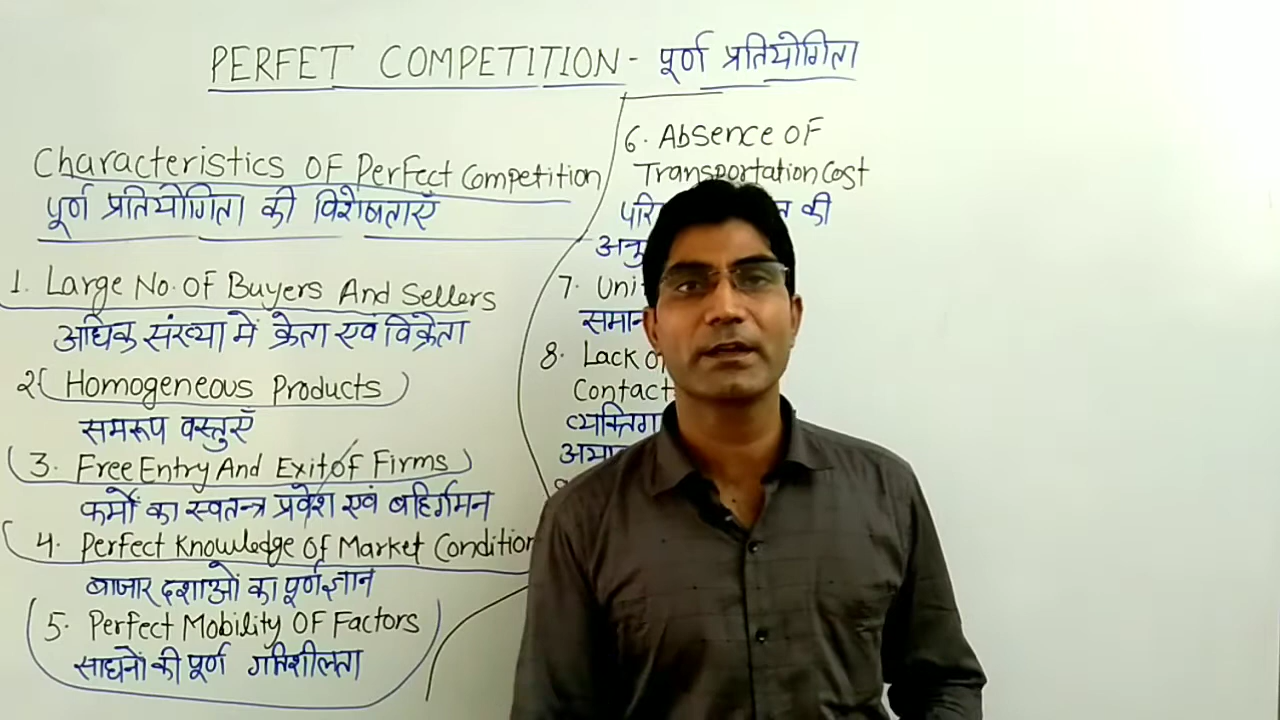 PERFET COMPETITION - पूर्ण प्रतियोगिता
Characteristics OF Perfect Competition
पूर्ण प्रतियोगिता की विशेषताएँ
1. Large No. OF Buyers And Sellers
अधिक संख्या में क्रेता एवं विक्रेता
2 Homogeneous Products
समरूप वस्तुएँ
3. Free Entry And Exit of Firms
फर्मों का स्वतन्त्र प्रवेश एवं बहिर्गमन
4. Perfect Knowledge Of Market Condition
बाजार दशाओं का पूर्ण ज्ञान
5. Perfect Mobility OF Factors
साधनों की पूर्ण गतिशीलता
6. Absence OF
Transportation Cost
की
7.
समान
8. Lack
Contact